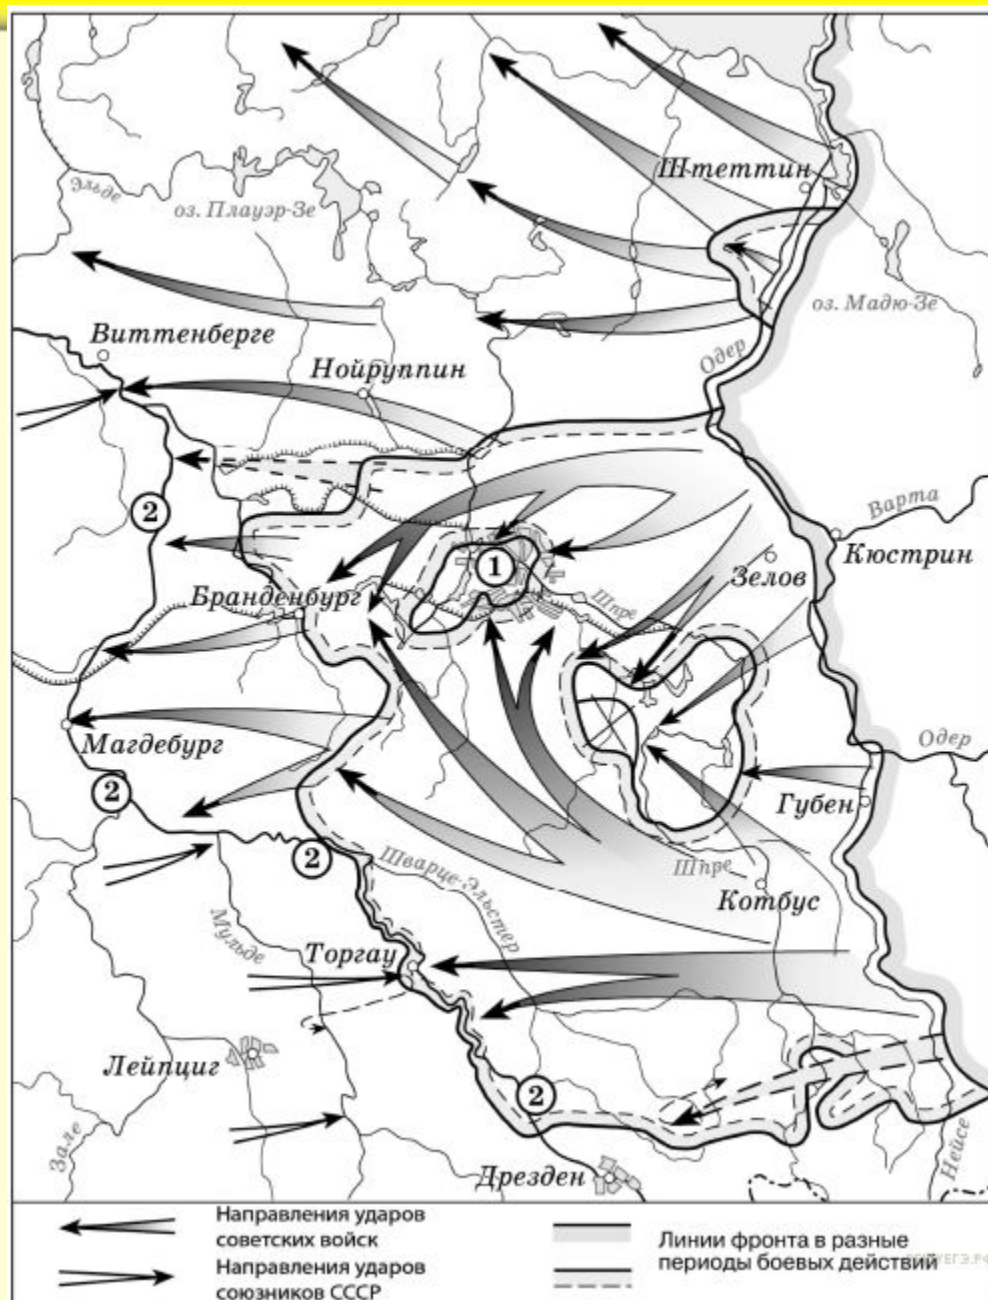 Штеттин
Эльде
оз. Плауэр-Зе
оз. Мадю-Зе
Виттенберге
Одер
Нойруппин
2
Варта
Кюстрин
1
Зелов
Шпре
Бранденбург
Магдебург
Одер
2
Губен
2
Шварце-Эльстер
Шпре
Котбус
Мульде
Торгау
Лейпциг
2
Зале
Нейсе
Дрезден
Направления ударов
советских войск
Линии фронта в разные
периоды боевых действий
Направления ударов
союзников СССР